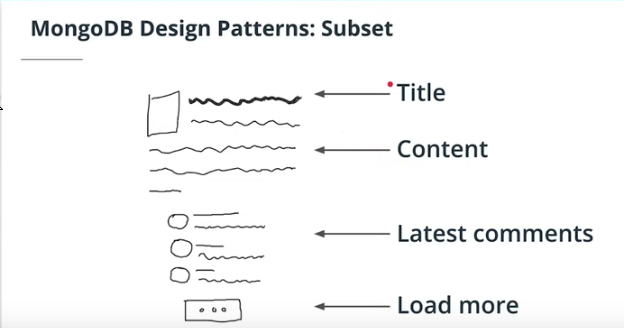 MongoDB Design Patterns: Subset
Title
Content
Latest comments
Load more